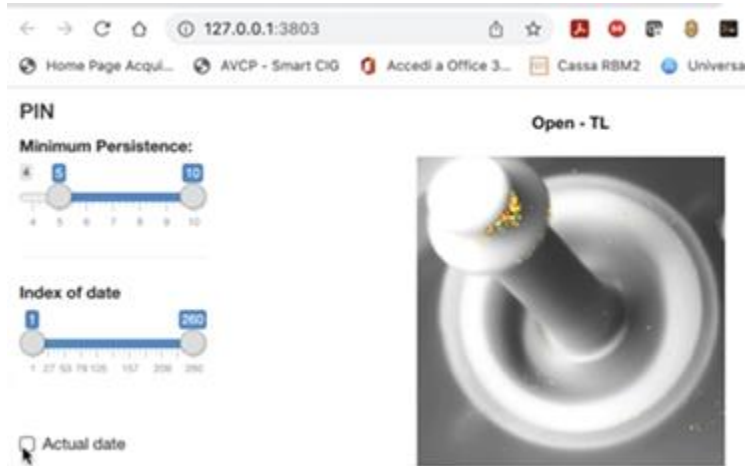 127.0.0.1:3803
Home Page Acqui... AVCP - Smart CIG Accedi a Office 3... Cassa RBM2 Universa
PIN
Open - TL
Minimum Persistence:
4 5 10
4 5 6 7 8 9 10
Index of date
1 260
1 27 53 79 105 157 209 260
Actual date